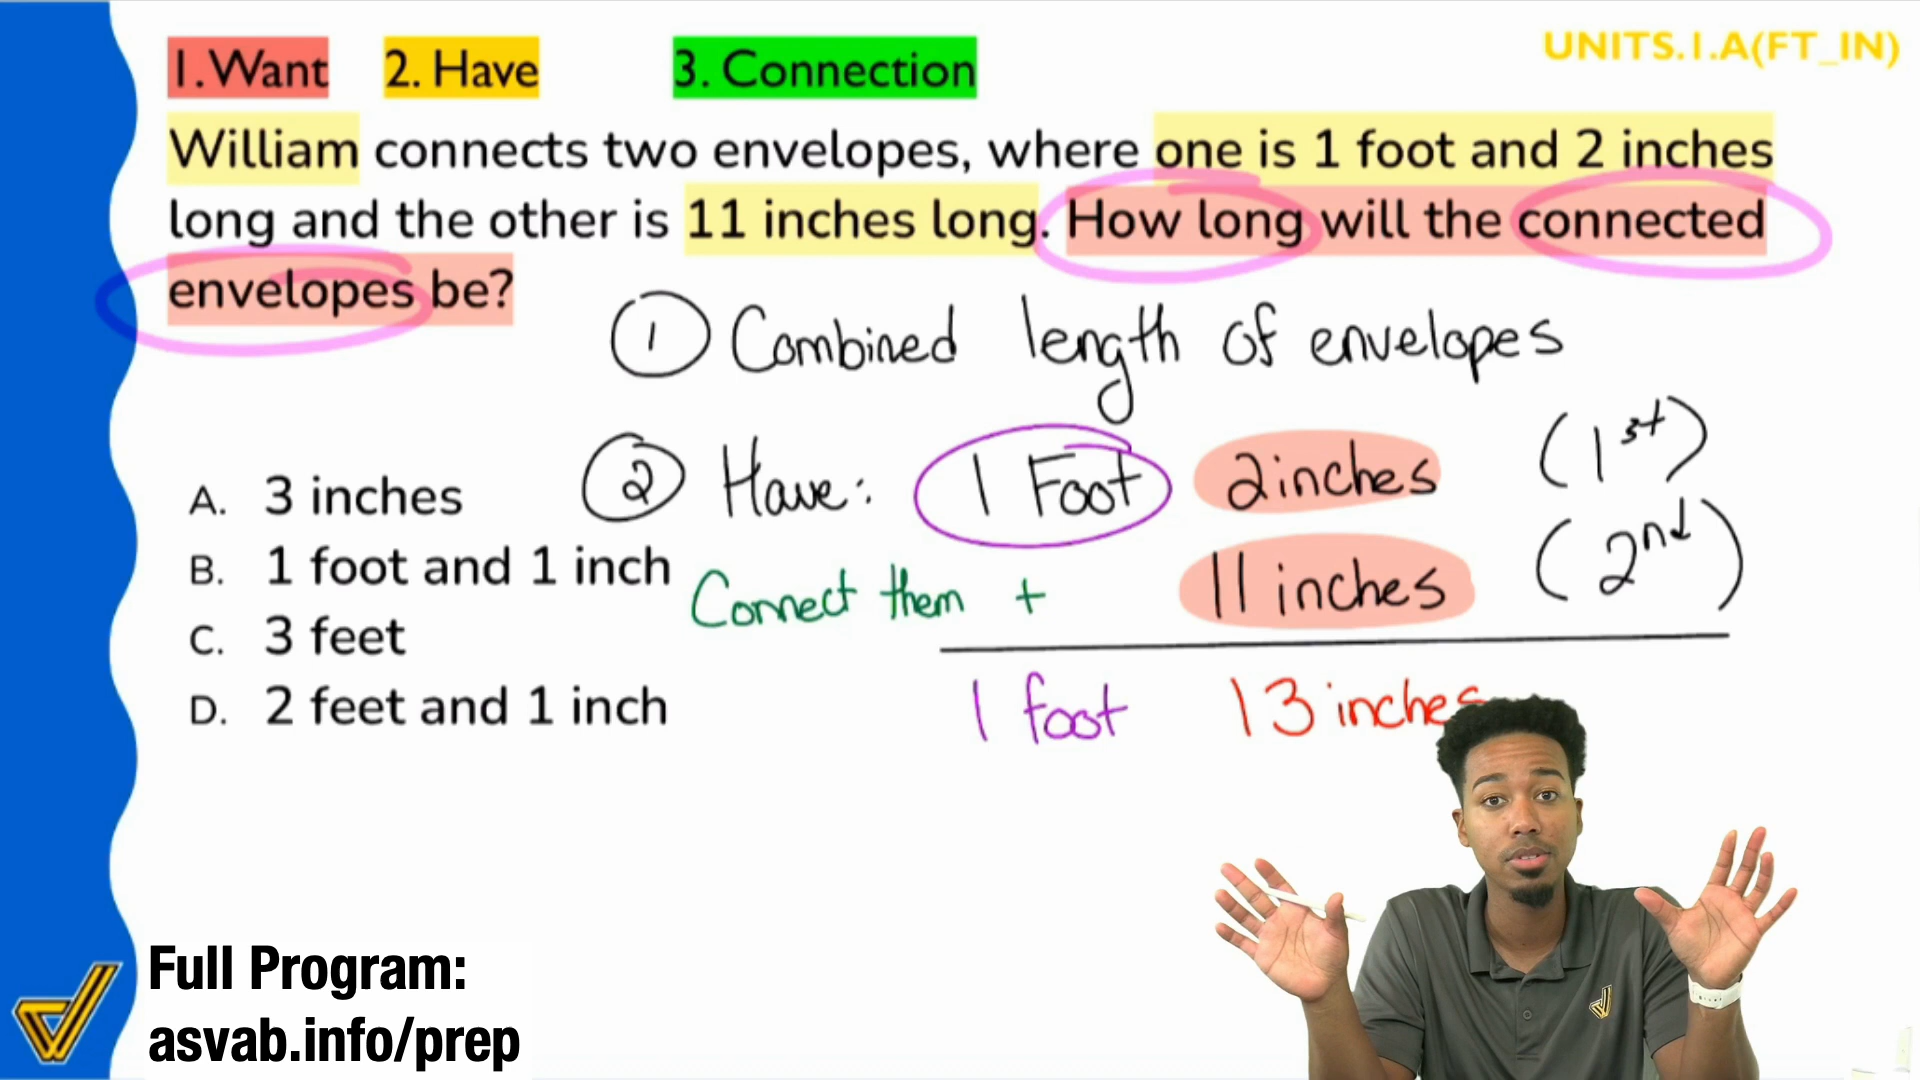 1. Want 2. Have 3. Connection
UNITS.1.A(FT_IN)
William connects two envelopes, where one is 1 foot and 2 inches
long and the other is 11 inches long. How long will the connected
envelopes be?
1 Combined length of envelopes
2 Have: 1 Foot 2 inches (1st)
Connect them + 11 inches (2nd)
1 foot 13 inches
A. 3 inches
B. 1 foot and 1 inch
C. 3 feet
D. 2 feet and 1 inch
Full Program:
asvab.info/prep